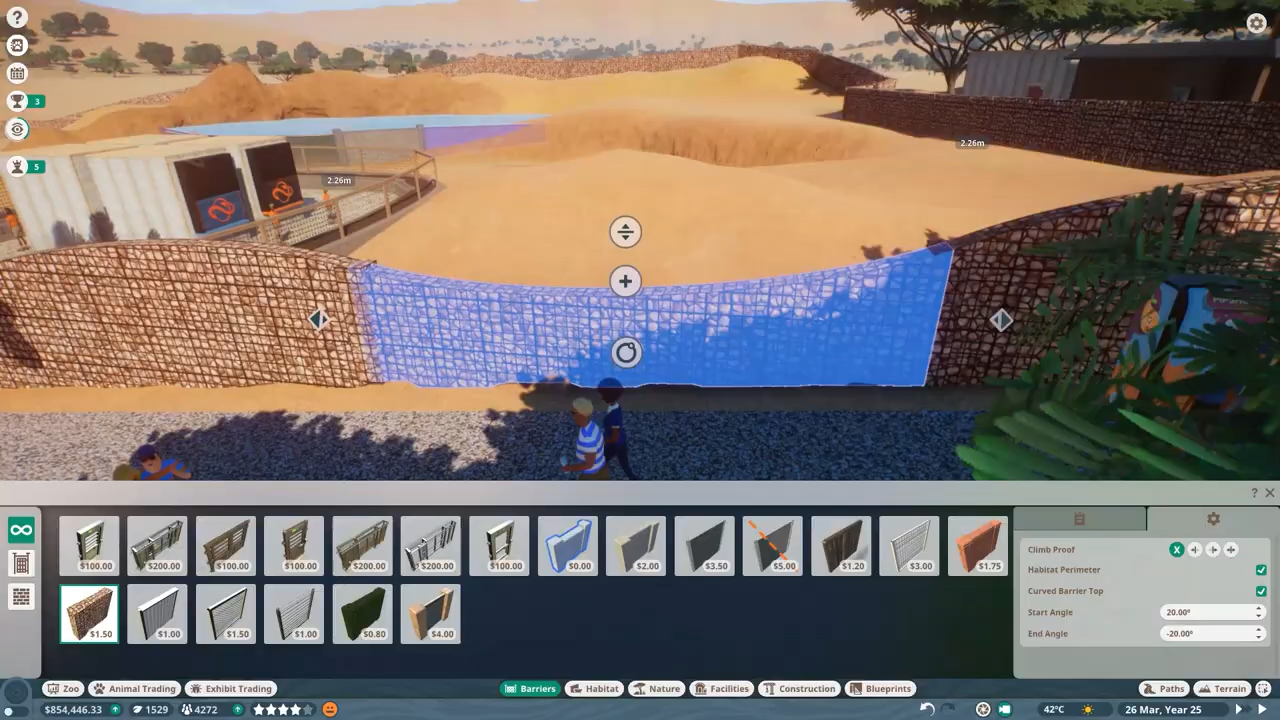 ?
3
5
2.26m
2.26m
?
$100.00
$200.00
$100.00
$100.00
$200.00
$200.00
$100.00
$0.00
$2.00
$3.50
$5.00
$1.20
$3.00
$1.75
$1.50
$1.00
$1.50
$1.00
$0.80
$4.00
Climb Proof
X
Habitat Perimeter
Curved Barrier Top
Start Angle 20.00°
End Angle -20.00°
Zoo Animal Trading Exhibit Trading Barriers Habitat Nature Facilities Construction Blueprints Paths Terrain
$854,446.33 1529 4272 42°C 26 Mar, Year 25